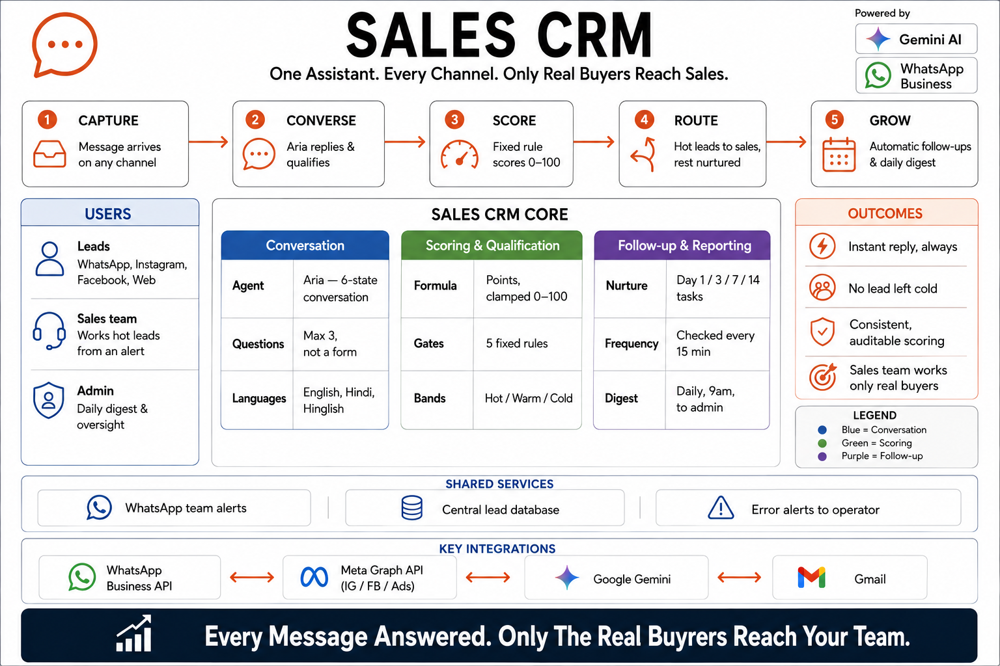 SALES CRM
One Assistant. Every Channel. Only Real Buyers Reach Sales.
Powered by
Gemini AI
WhatsApp
Business
1 CAPTURE
Message arrives
on any channel
2 CONVERSE
Aria replies &
qualifies
3 SCORE
Fixed rule
scores 0–100
4 ROUTE
Hot leads to sales,
rest nurtured
5 GROW
Automatic follow-ups
& daily digest
USERS
Leads
WhatsApp, Instagram,
Facebook, Web
Sales team
Works hot leads
from an alert
Admin
Daily digest &
oversight
SALES CRM CORE
Conversation
Agent
Aria — 6-state
conversation
Questions
Max 3,
not a form
Languages
English, Hindi,
Hinglish
Scoring & Qualification
Formula
Points,
clamped 0–100
Gates
5 fixed rules
Bands
Hot / Warm / Cold
Follow-up & Reporting
Nurture
Day 1 / 3 / 7 / 14
tasks
Frequency
Checked every
15 min
Digest
Daily, 9am,
to admin
OUTCOMES
Instant reply, always
No lead left cold
Consistent,
auditable scoring
Sales team works
only real buyers
LEGEND
Blue = Conversation
Green = Scoring
Purple = Follow-up
SHARED SERVICES
WhatsApp team alerts
Central lead database
Error alerts to operator
KEY INTEGRATIONS
WhatsApp
Business API
Meta Graph API
(IG / FB / Ads)
Google Gemini
Gmail
Every Message Answered. Only The Real Buyrers Reach Your Team.